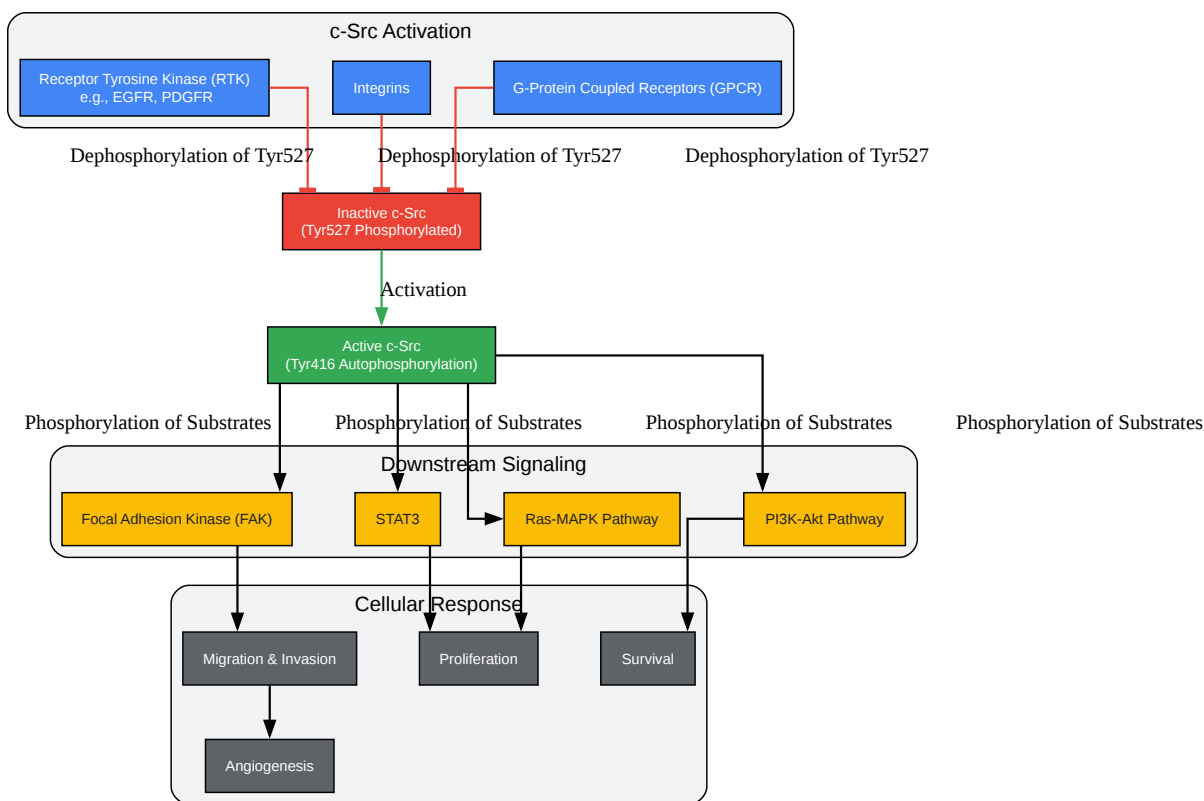 c-Src Activation
Receptor Tyrosine Kinase (RTK)
e.g., EGFR, PDGFR
Integrins
G-Protein Coupled Receptors (GPCR)
Dephosphorylation of Tyr527
Dephosphorylation of Tyr527
Dephosphorylation of Tyr527
Inactive c-Src
(Tyr527 Phosphorylated)
Activation
Active c-Src
(Tyr416 Autophosphorylation)
Phosphorylation of Substrates
Phosphorylation of Substrates
Phosphorylation of Substrates
Phosphorylation of Substrates
Downstream Signaling
Focal Adhesion Kinase (FAK)
STAT3
Ras-MAPK Pathway
PI3K-Akt Pathway
Cellular Response
Migration & Invasion
Proliferation
Survival
Angiogenesis